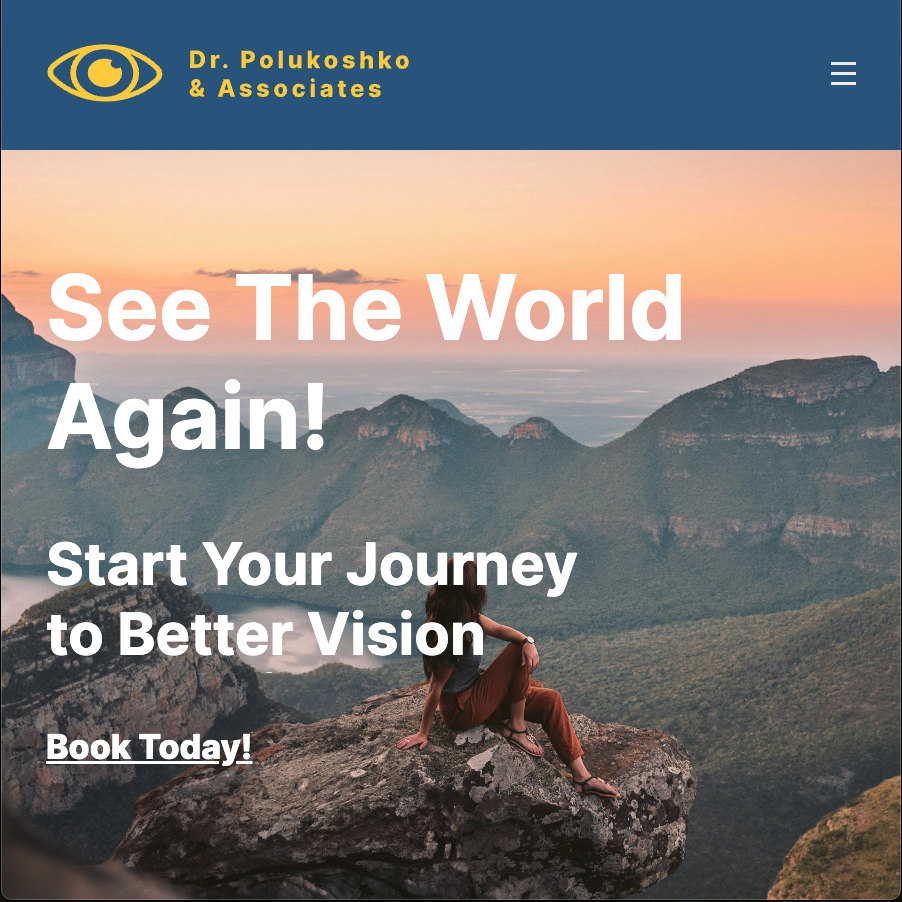 Dr. Polukoshko
& Associates
See The World
Again!
Start Your Journey
to Better Vision
Book Today!